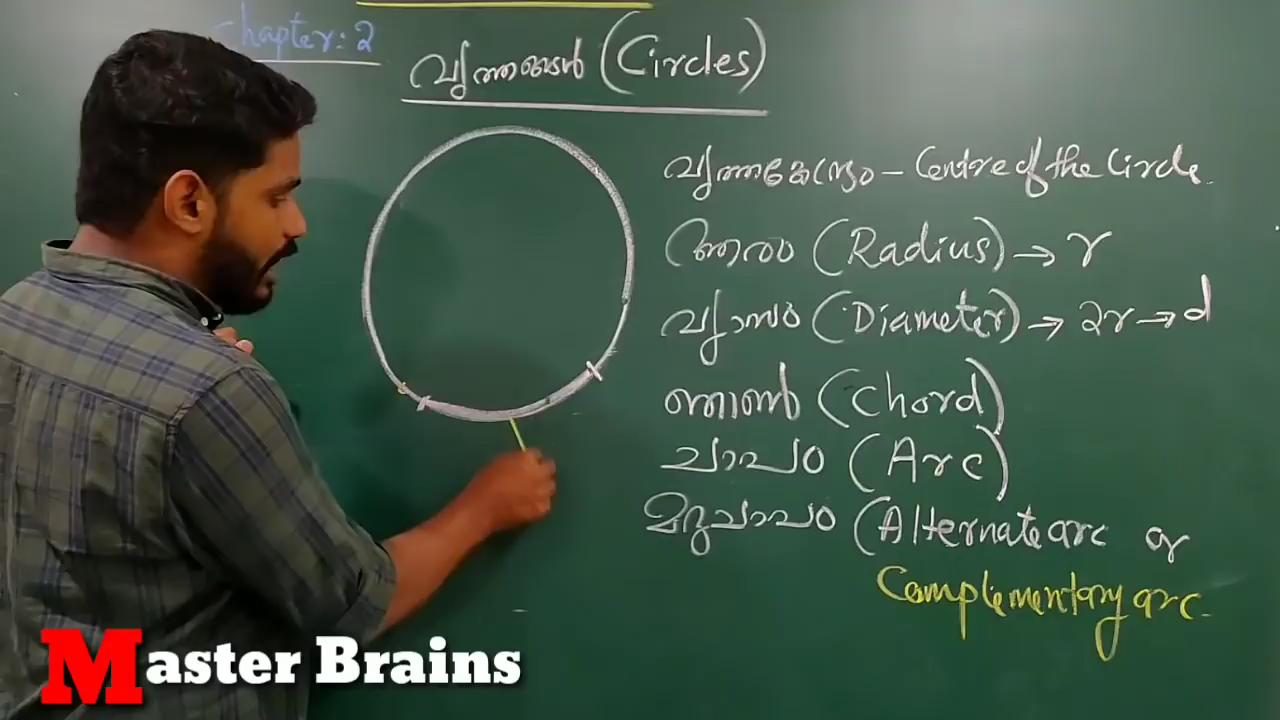 Chapter: 2
വൃത്തങ്ങൾ (Circles)
വൃത്തകേന്ദ്രം - Centre of the Circle.
ആരം (Radius) → r
വ്യാസം (Diameter) → 2r → d
ഞാൺ (Chord)
ചാപം (Arc)
മറുചാപം (Alternate arc or
Complementary arc.
Master Brains